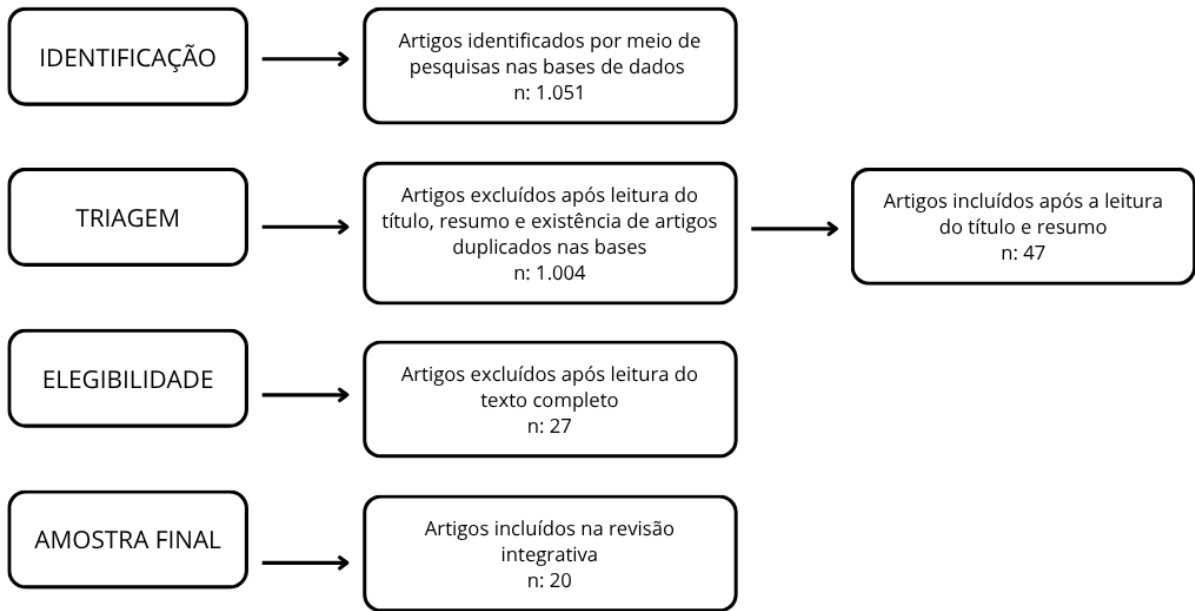 IDENTIFICAÇÃO
Artigos identificados por meio de
pesquisas nas bases de dados
n: 1.051
TRIAGEM
Artigos excluídos após leitura do
título, resumo e existência de artigos
duplicados nas bases
n: 1.004
Artigos incluídos após a leitura
do título e resumo
n: 47
ELEGIBILIDADE
Artigos excluídos após leitura do
texto completo
n: 27
AMOSTRA FINAL
Artigos incluídos na revisão
integrativa
n: 20